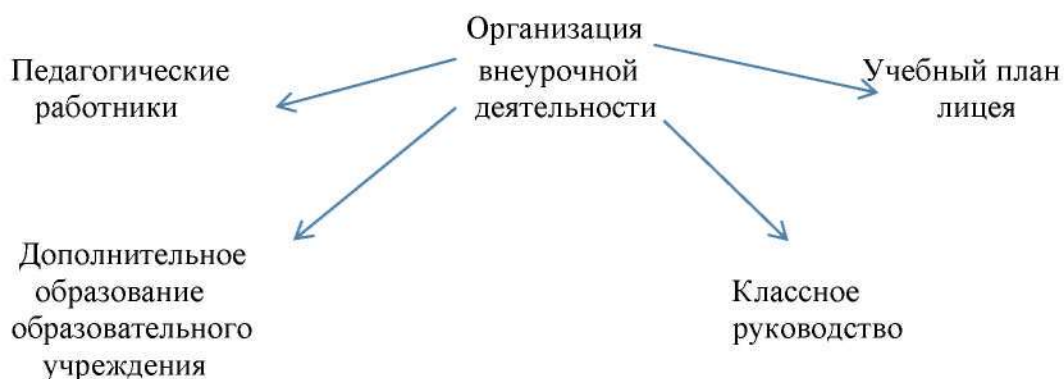 Организация
внеурочной
деятельности
Педагогические
работники
Учебный план
лицея
Дополнительное
образование
образовательного
учреждения
Классное
руководство